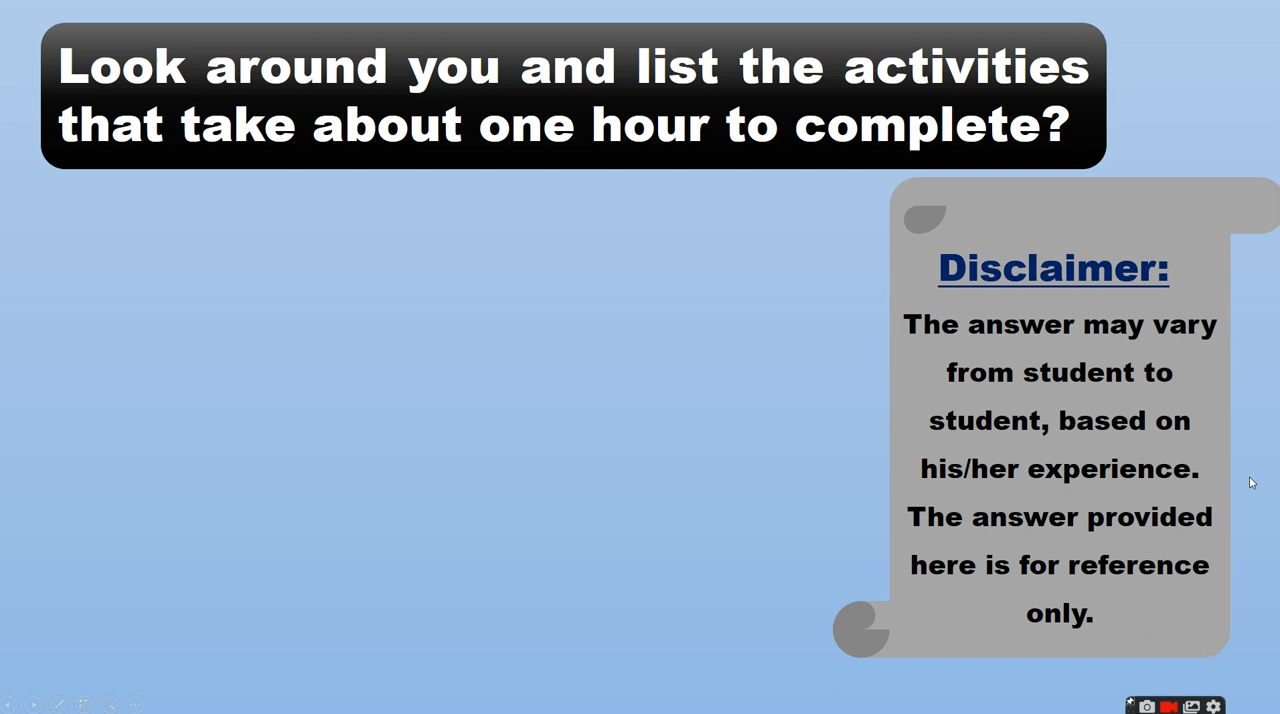 Look around you and list the activities
that take about one hour to complete?
Disclaimer:
The answer may vary
from student to
student, based on
his/her experience.
The answer provided
here is for reference
only.